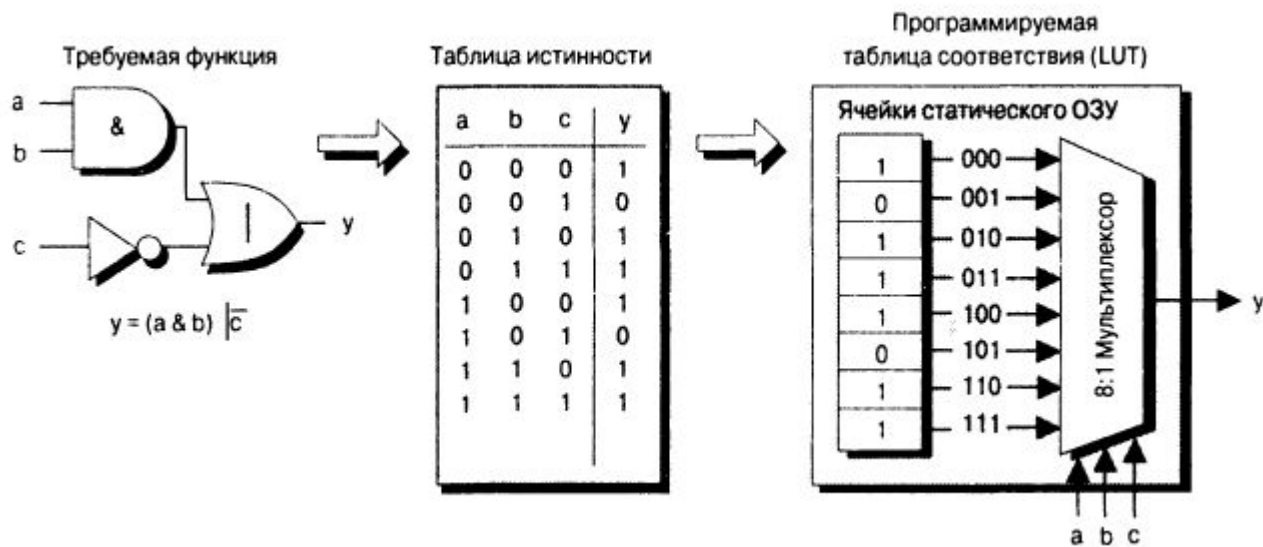 Требуемая функция
a
b
&
c
|
y
y = (a & b) |c̅
Таблица истинности
a b c y
0 0 0 1
0 0 1 0
0 1 0 1
0 1 1 1
1 0 0 1
1 0 1 0
1 1 0 1
1 1 1 1
Программируемая
таблица соответствия (LUT)
Ячейки статического ОЗУ
1 000
0 001
1 010
1 011
1 100
0 101
1 110
1 111
8:1 Мультиплексор
y
a b c